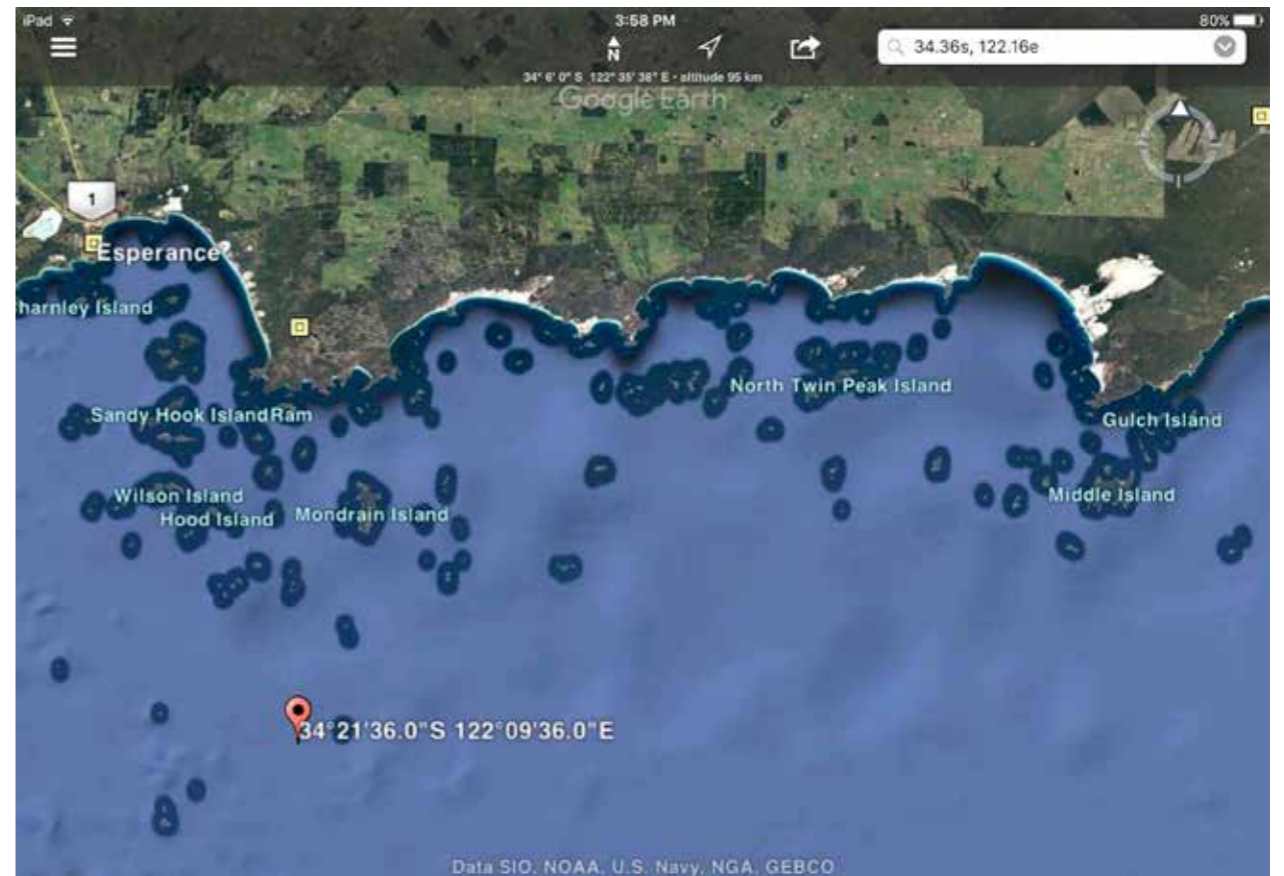 iPad
3:58 PM
80%
N
34.36s, 122.16e
34° 6' 0" S 122° 35' 38" E - altitude 95 km
Google Earth
1
Esperance
harnley Island
Sandy Hook Island Ram
North Twin Peak Island
Gulch Island
Wilson Island
Hood Island
Mondrain Island
Middle Island
34°21'36.0"S 122°09'36.0"E
Data SIO, NOAA, U.S. Navy, NGA, GEBCO